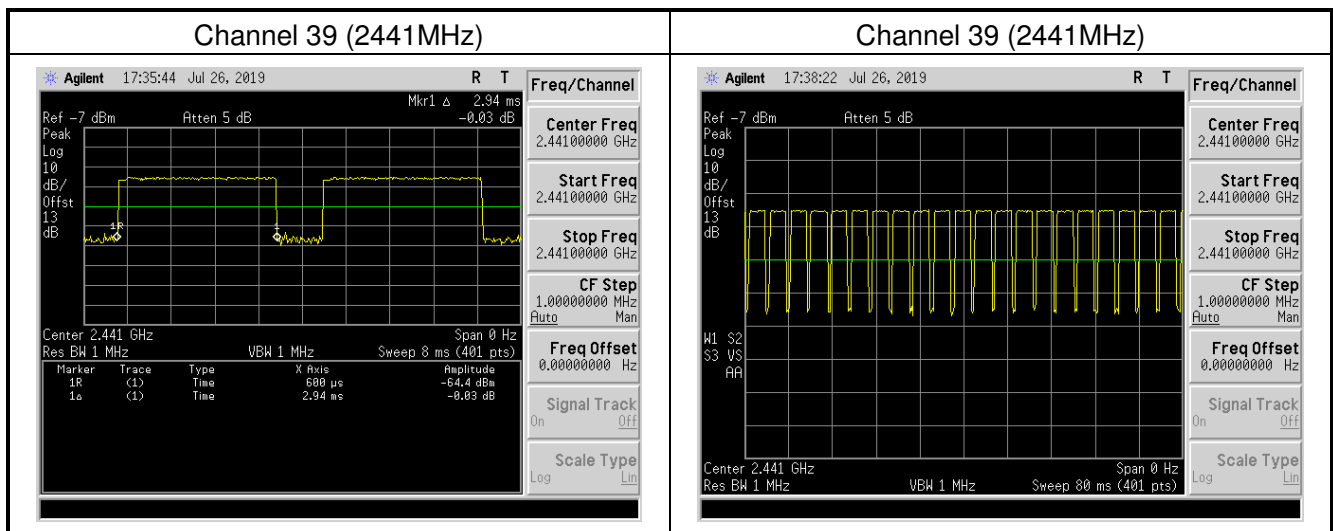 Channel 39 (2441MHz)
Agilent 17:35:44 Jul 26, 2019 R T
Mkr1 Δ 2.94 ms
Ref -7 dBm Atten 5 dB -0.03 dB
Peak
Log
10
dB/
Offst
13
dB
1R
1
Center 2.441 GHz Span 0 Hz
Res BW 1 MHz VBW 1 MHz Sweep 8 ms (401 pts)
Marker Trace Type X Axis Amplitude
1R (1) Time 600 µs -64.4 dBm
1Δ (1) Time 2.94 ms -0.03 dB
Freq/Channel
Center Freq
2.44100000 GHz
Start Freq
2.44100000 GHz
Stop Freq
2.44100000 GHz
CF Step
1.00000000 MHz
Auto Man
Freq Offset
0.00000000 Hz
Signal Track
On Off
Scale Type
Log Lin
Channel 39 (2441MHz)
Agilent 17:38:22 Jul 26, 2019 R T
Ref -7 dBm Atten 5 dB
Peak
Log
10
dB/
Offst
13
dB
W1 S2
S3 VS
AA
Center 2.441 GHz Span 0 Hz
Res BW 1 MHz VBW 1 MHz Sweep 80 ms (401 pts)
Freq/Channel
Center Freq
2.44100000 GHz
Start Freq
2.44100000 GHz
Stop Freq
2.44100000 GHz
CF Step
1.00000000 MHz
Auto Man
Freq Offset
0.00000000 Hz
Signal Track
On Off
Scale Type
Log Lin